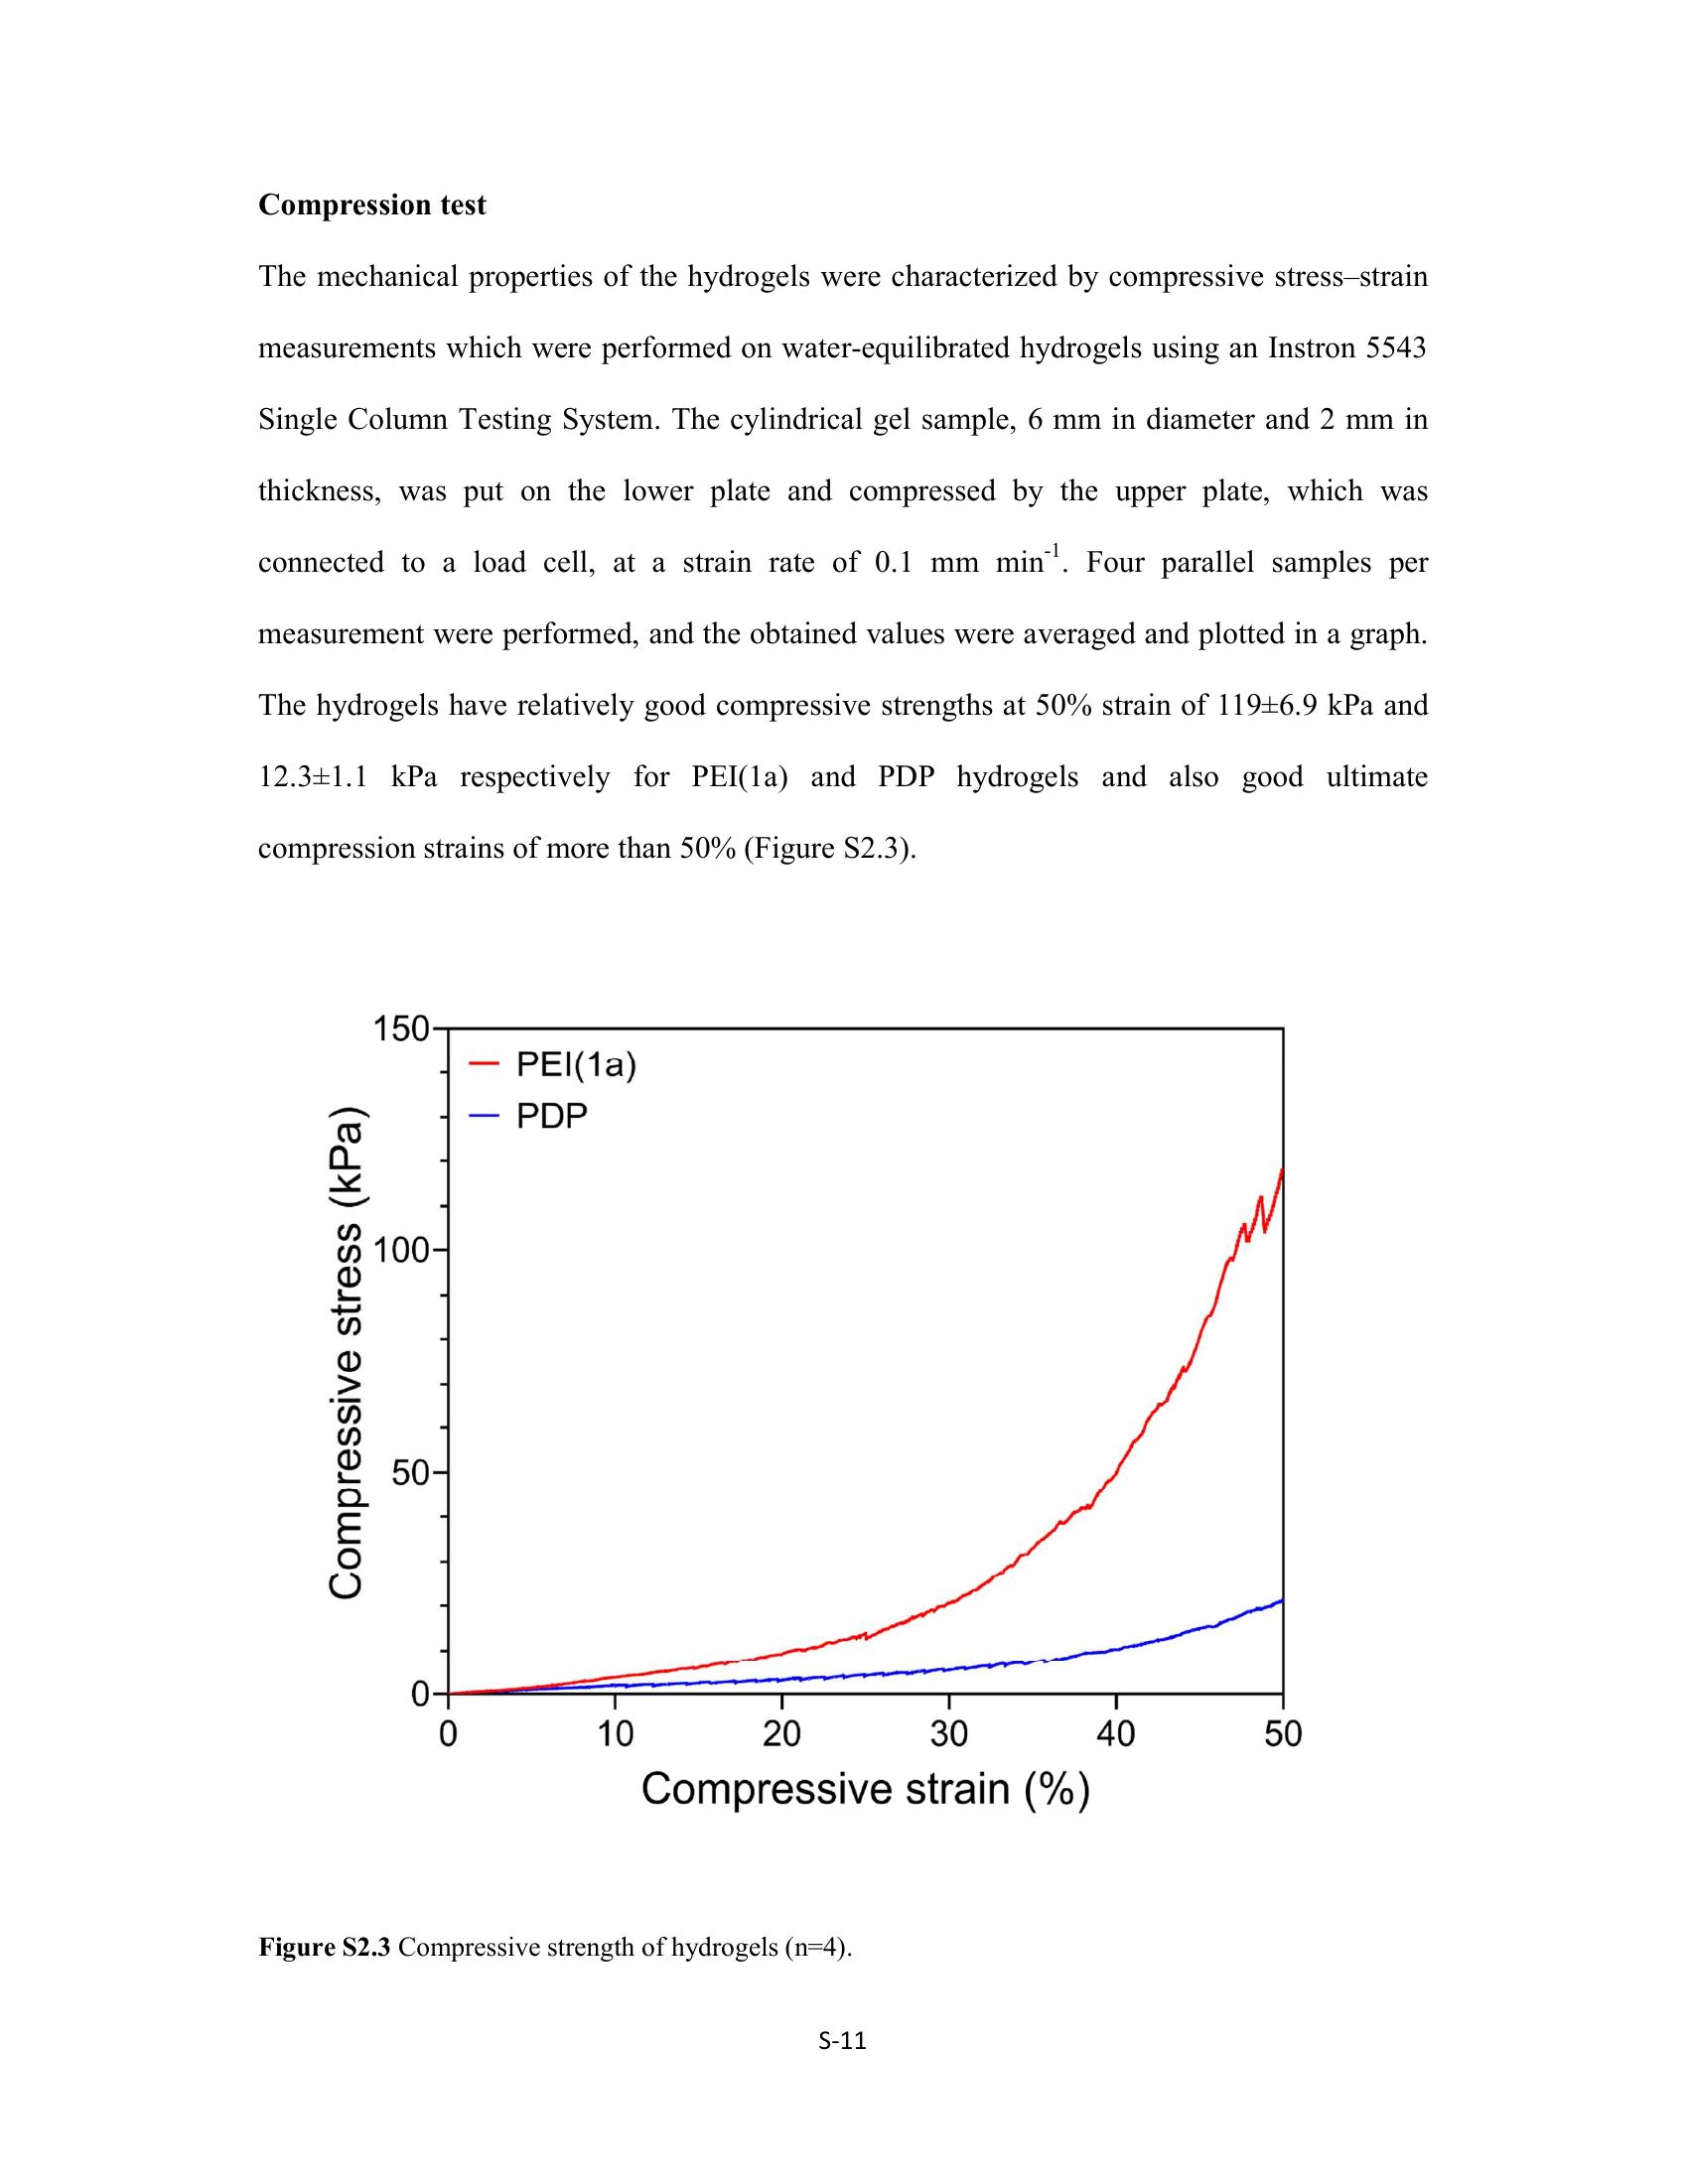 Compression test
The mechanical properties of the hydrogels were characterized by compressive stress–strain
measurements which were performed on water-equilibrated hydrogels using an Instron 5543
Single Column Testing System. The cylindrical gel sample, 6 mm in diameter and 2 mm in
thickness, was put on the lower plate and compressed by the upper plate, which was
connected to a load cell, at a strain rate of 0.1 mm min⁻¹. Four parallel samples per
measurement were performed, and the obtained values were averaged and plotted in a graph.
The hydrogels have relatively good compressive strengths at 50% strain of 119±6.9 kPa and
12.3±1.1 kPa respectively for PEI(1a) and PDP hydrogels and also good ultimate
compression strains of more than 50% (Figure S2.3).
Compressive stress (kPa)
150
100
50
0
PEI(1a)
PDP
0 10 20 30 40 50
Compressive strain (%)
Figure S2.3 Compressive strength of hydrogels (n=4).
S-11